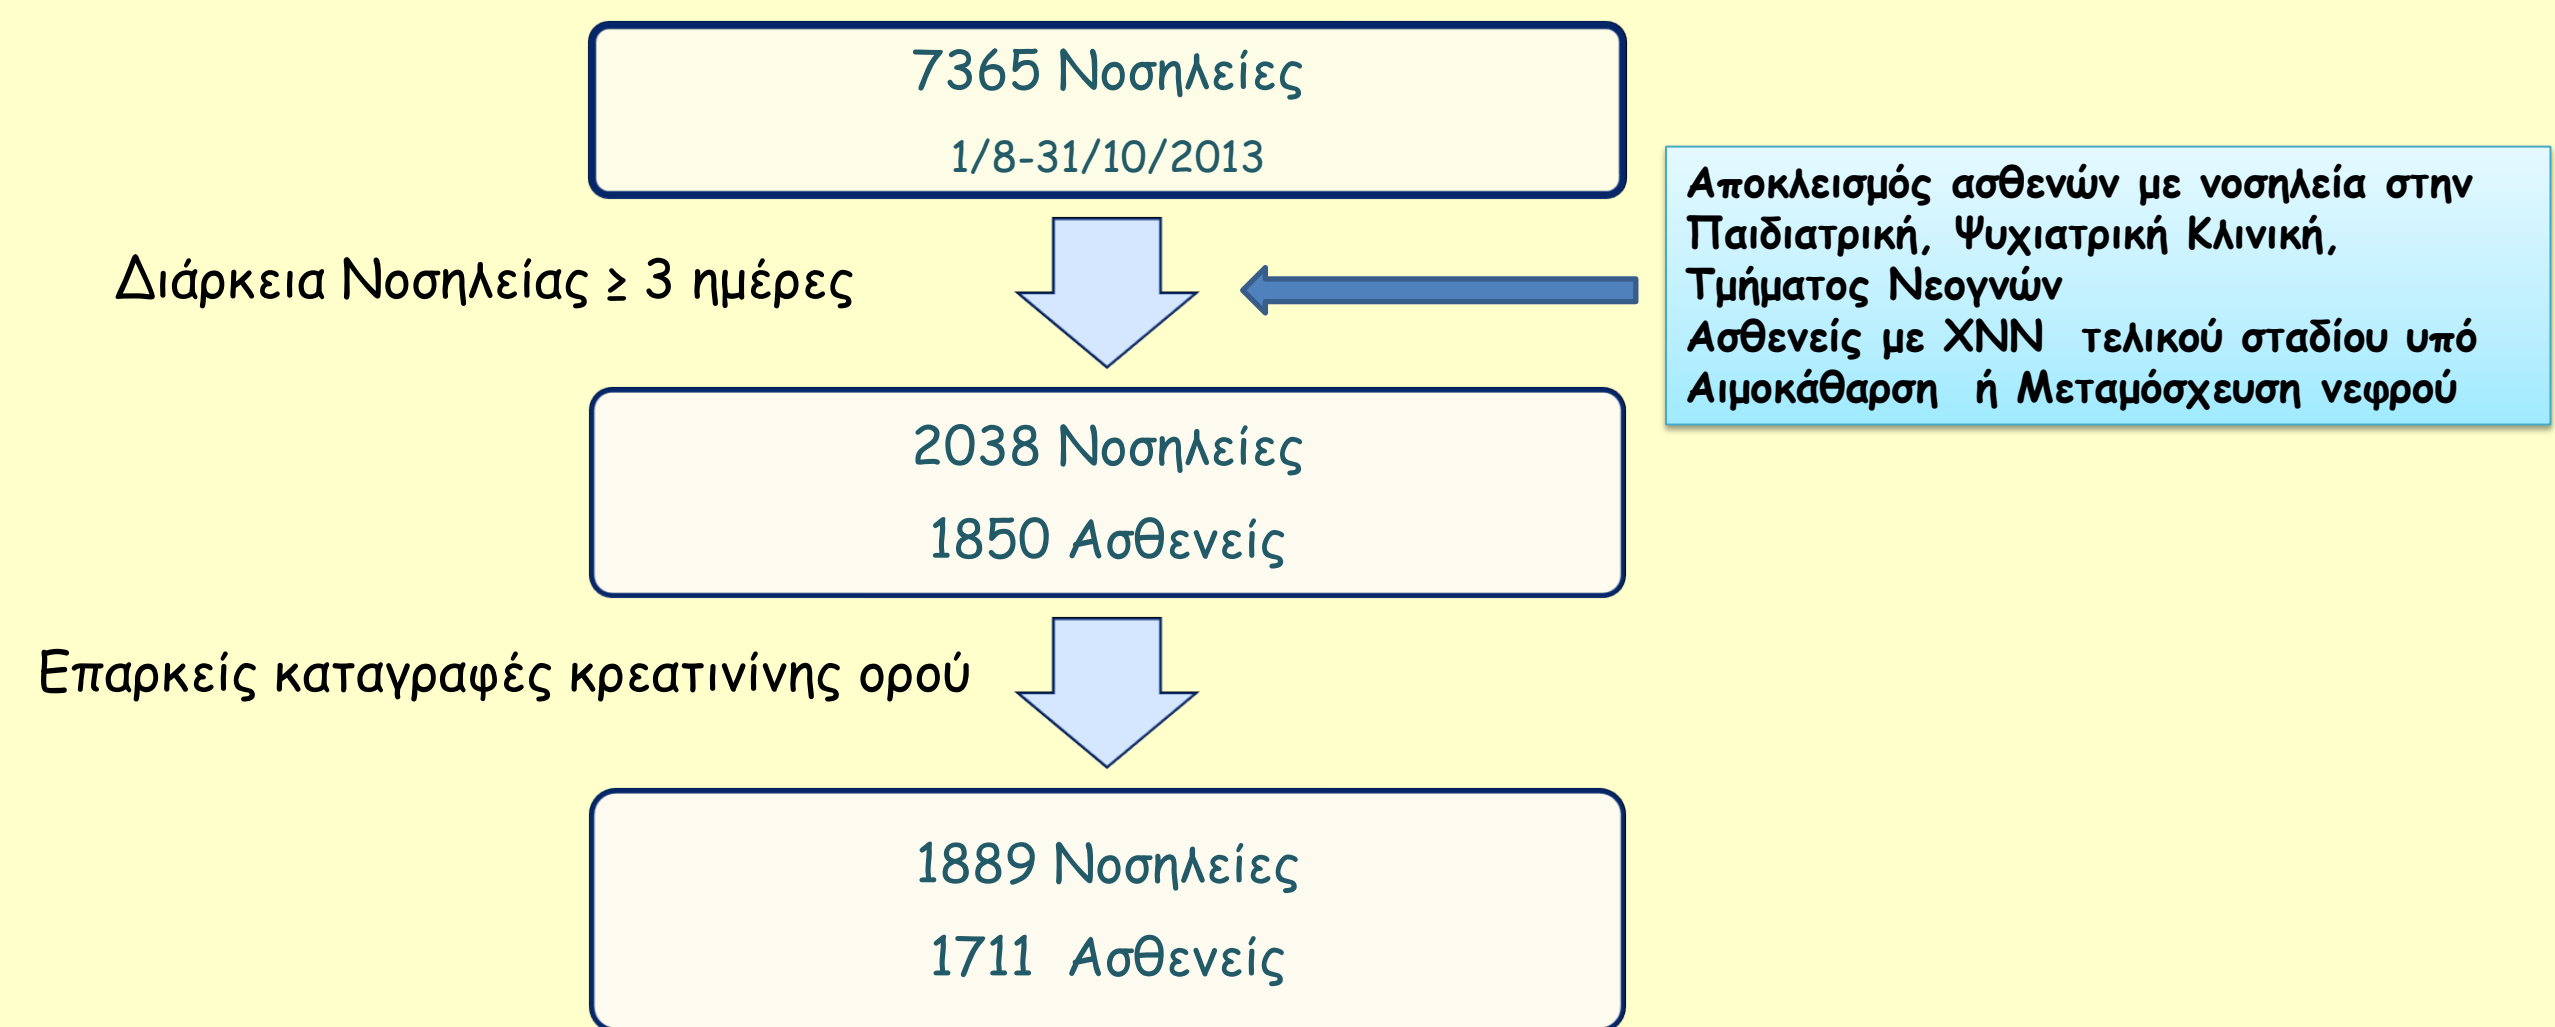 7365 Νοσηλείες
1/8-31/10/2013
Διάρκεια Νοσηλείας ≥ 3 ημέρες
Αποκλεισμός ασθενών με νοσηλεία στην
Παιδιατρική, Ψυχιατρική Κλινική,
Τμήματος Νεογνών
Ασθενείς με ΧΝΝ τελικού σταδίου υπό
Αιμοκάθαρση ή Μεταμόσχευση νεφρού
2038 Νοσηλείες
1850 Ασθενείς
Επαρκείς καταγραφές κρεατινίνης ορού
1889 Νοσηλείες
1711 Ασθενείς